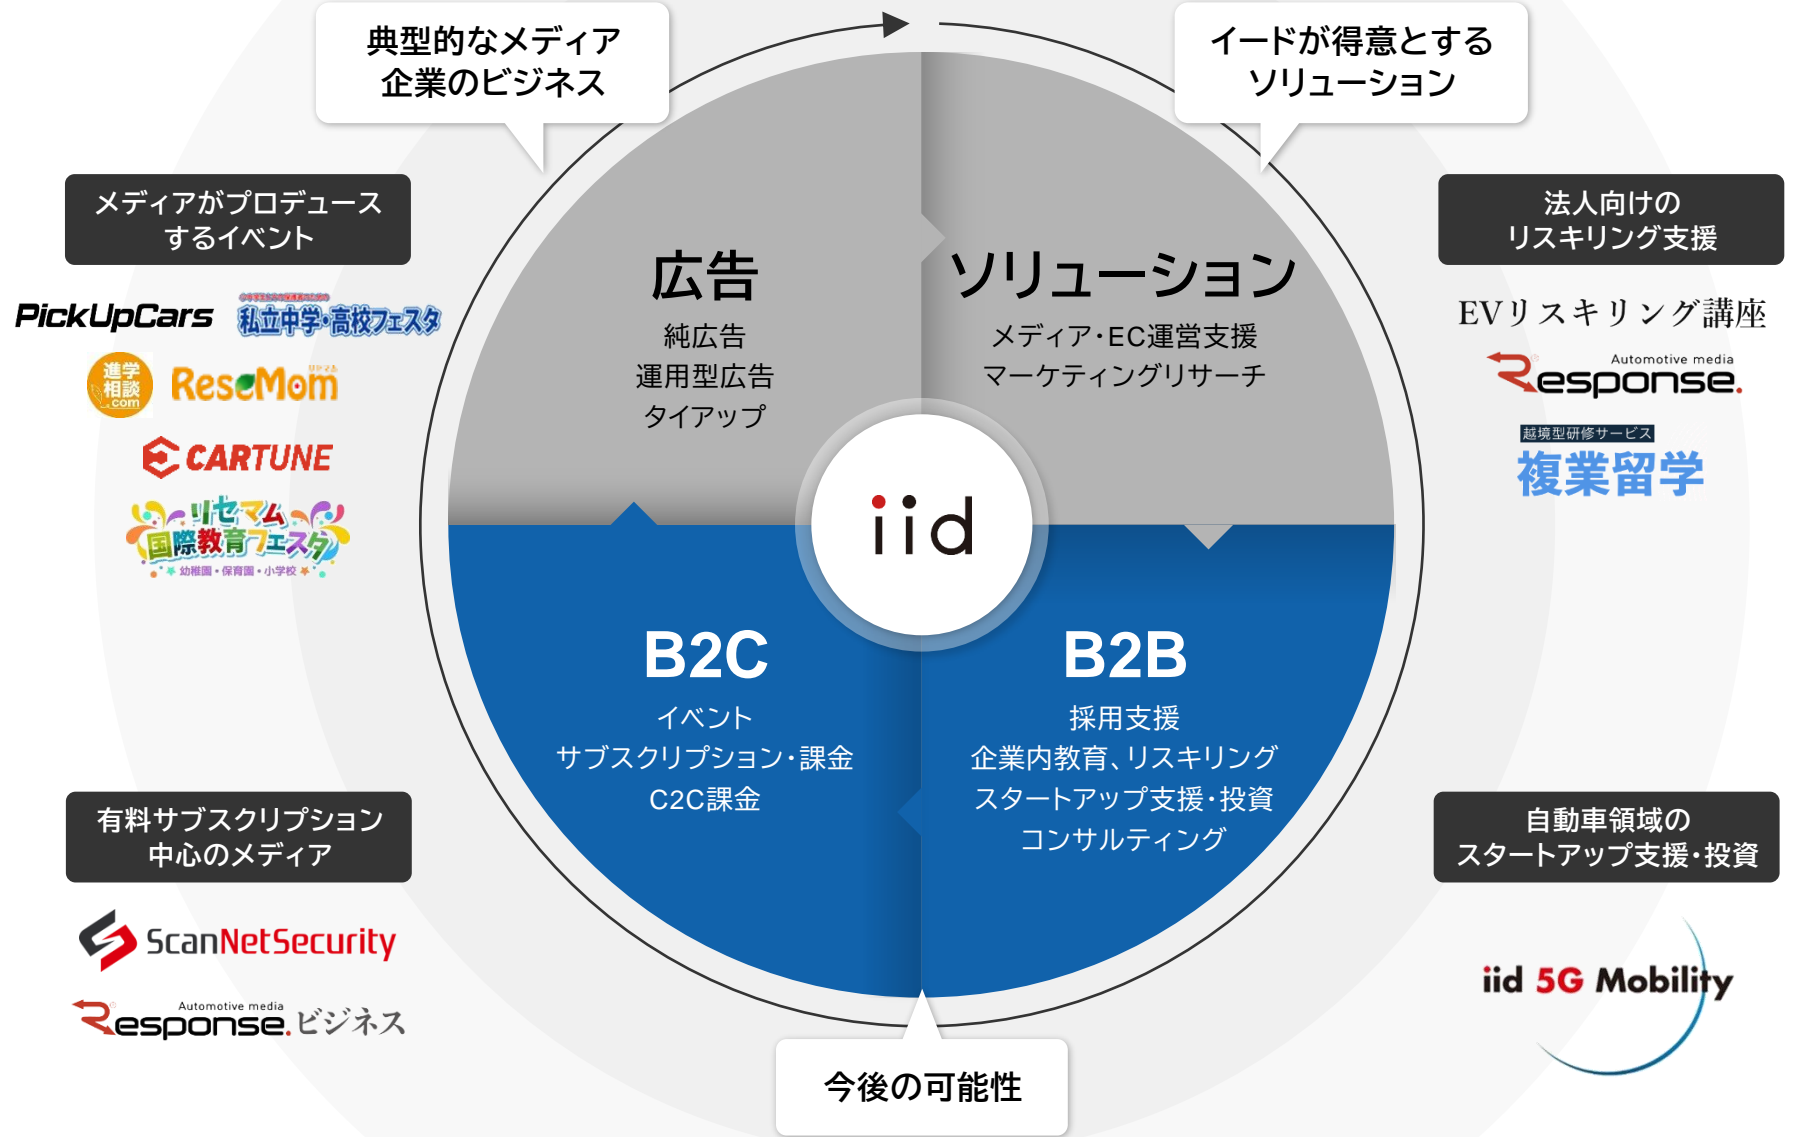 典型的なメディア
企業のビジネス
イードが得意とする
ソリューション
メディアがプロデュース
するイベント
PickUpCars
私立中学・高校フェスタ
進学
相談
.com
ReseMom
CARTUNE
リセマム
国際教育フェスタ
幼稚園・保育園・小学校
有料サブスクリプション
中心のメディア
ScanNetSecurity
Automotive media
Response.ビジネス
広告
純広告
運用型広告
タイアップ
ソリューション
メディア・EC運営支援
マーケティングリサーチ
iid
B2C
イベント
サブスクリプション・課金
C2C課金
B2B
採用支援
企業内教育、リスキリング
スタートアップ支援・投資
コンサルティング
今後の可能性
法人向けの
リスキリング支援
EVリスキリング講座
Automotive media
Response.
越境型研修サービス
複業留学
自動車領域の
スタートアップ支援・投資
iid 5G Mobility